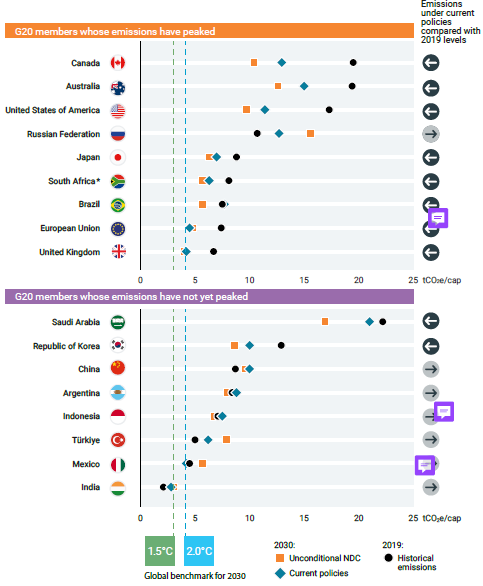 Emissions
under current
policies
compared with
2019 levels
G20 members whose emissions have peaked
Canada
Australia
United States of America
Russian Federation
Japan
South Africa*
Brazil
European Union
United Kingdom
0 5 10 15 20 25 tCO₂e/cap
G20 members whose emissions have not yet peaked
Saudi Arabia
Republic of Korea
China
Argentina
Indonesia
Türkiye
Mexico
India
0 5 10 15 20 25 tCO₂e/cap
1.5°C 2.0°C
Global benchmark for 2030
2030:
Unconditional NDC
Current policies
2019:
Historical
emissions